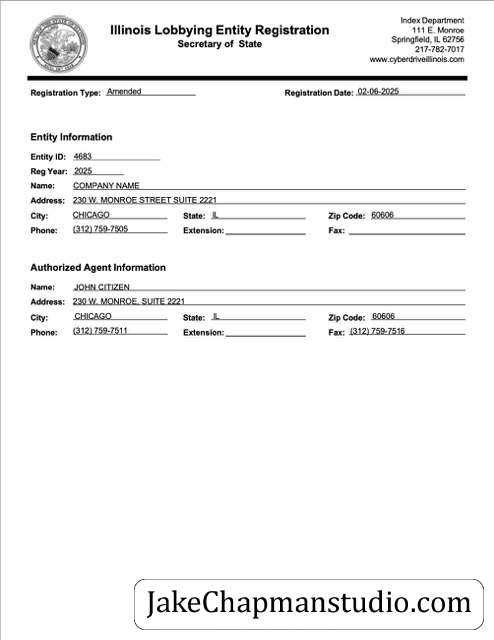 Illinois Lobbying Entity Registration
Secretary of State
Index Department
111 E. Monroe
Springfield, IL 62756
217-782-7017
www.cyberdriveillinois.com
Registration Type: Amended
Registration Date: 02-06-2025
Entity Information
Entity ID: 4683
Reg Year: 2025
Name: COMPANY NAME
Address: 230 W. MONROE STREET SUITE 2221
City: CHICAGO State: IL Zip Code: 60606
Phone: (312) 759-7505 Extension: Fax:
Authorized Agent Information
Name: JOHN CITIZEN
Address: 230 W. MONROE, SUITE 2221
City: CHICAGO State: IL Zip Code: 60606
Phone: (312) 759-7511 Extension: Fax: (312) 759-7516
JakeChapmanstudio.com